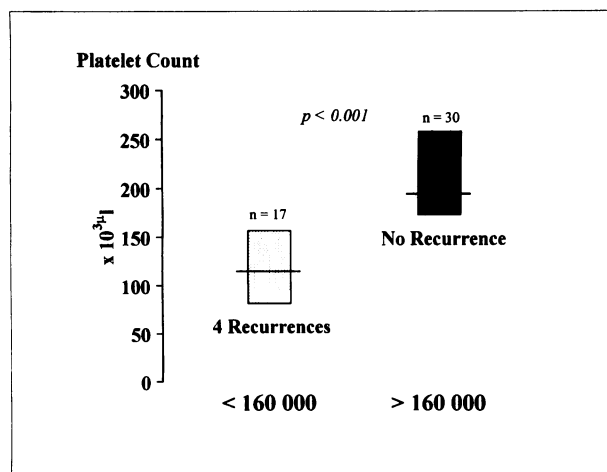 Platelet Count
300
250
200
150
100
50
0
x 10³µl
p < 0.001
n = 30
n = 17
No Recurrence
4 Recurrences
< 160 000
> 160 000